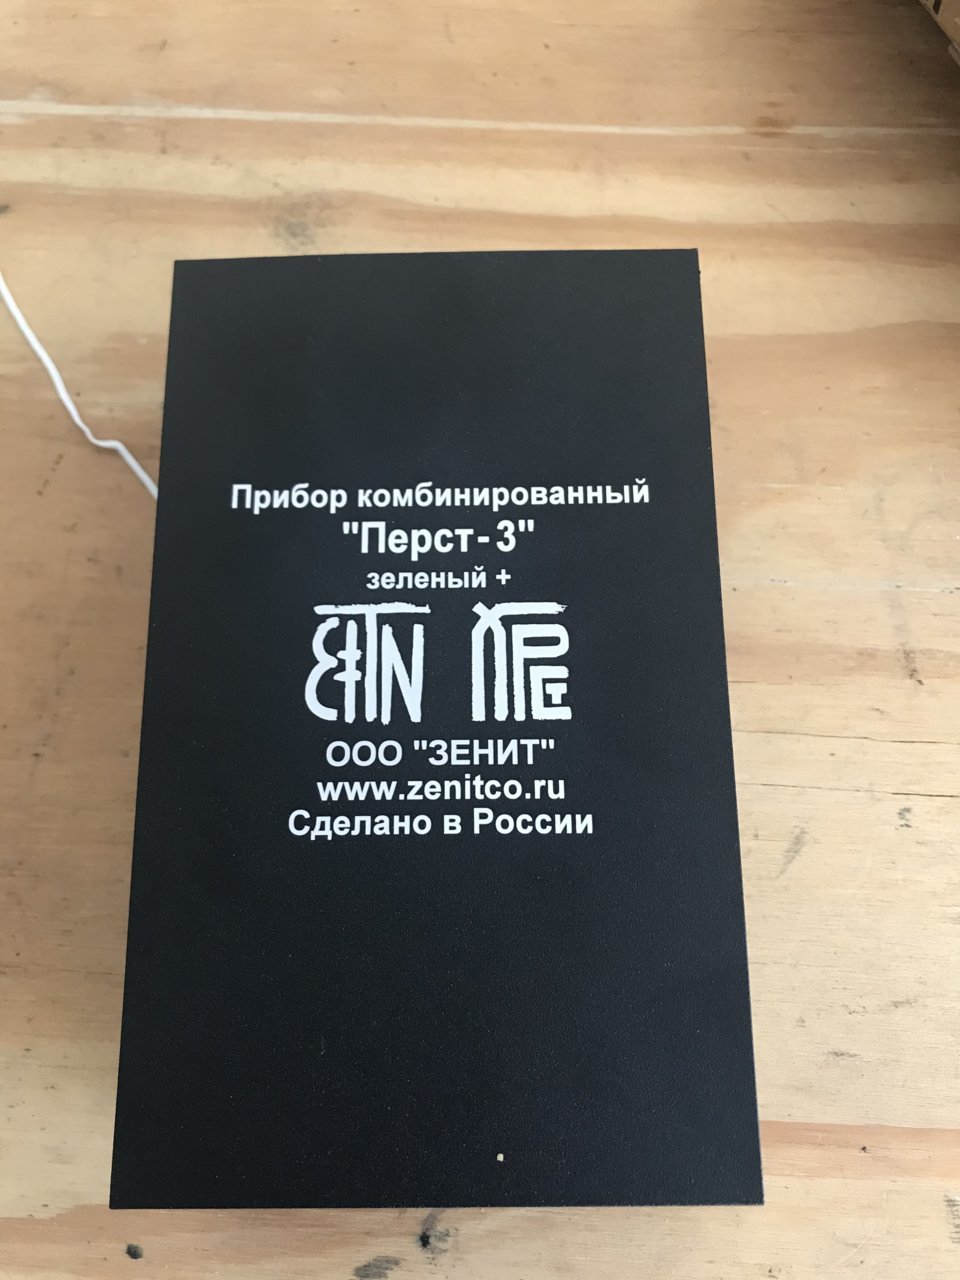 Прибор комбинированный
"Перст-3"
зеленый +
ООО "ЗЕНИТ"
www.zenitco.ru
Сделано в России